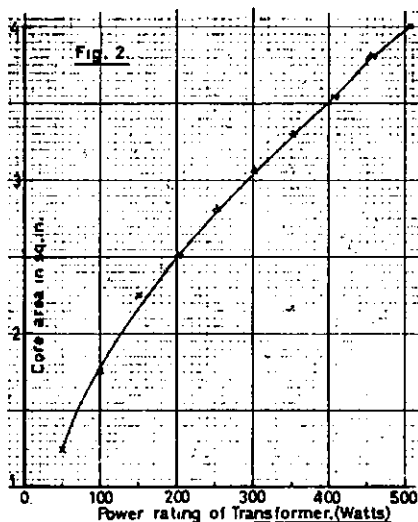 Fig. 2.
4
3
2
1
Core area in sq.in.
0 100 200 300 400 500
Power rating of Transformer.(Watts)